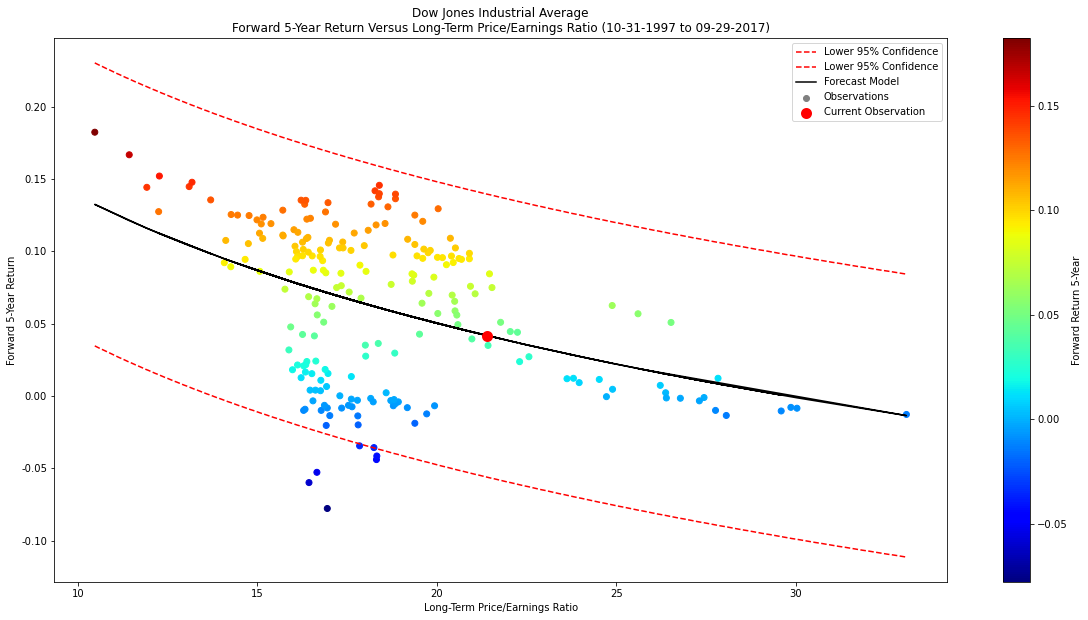 Dow Jones Industrial Average
Forward 5-Year Return Versus Long-Term Price/Earnings Ratio (10-31-1997 to 09-29-2017)
Lower 95% Confidence
Lower 95% Confidence
Forecast Model
Observations
Current Observation
Forward 5-Year Return
0.20
0.15
0.10
0.05
0.00
-0.05
-0.10
10
15
20
25
30
Long-Term Price/Earnings Ratio
0.15
0.10
0.05
0.00
−0.05
Forward Return 5-Year